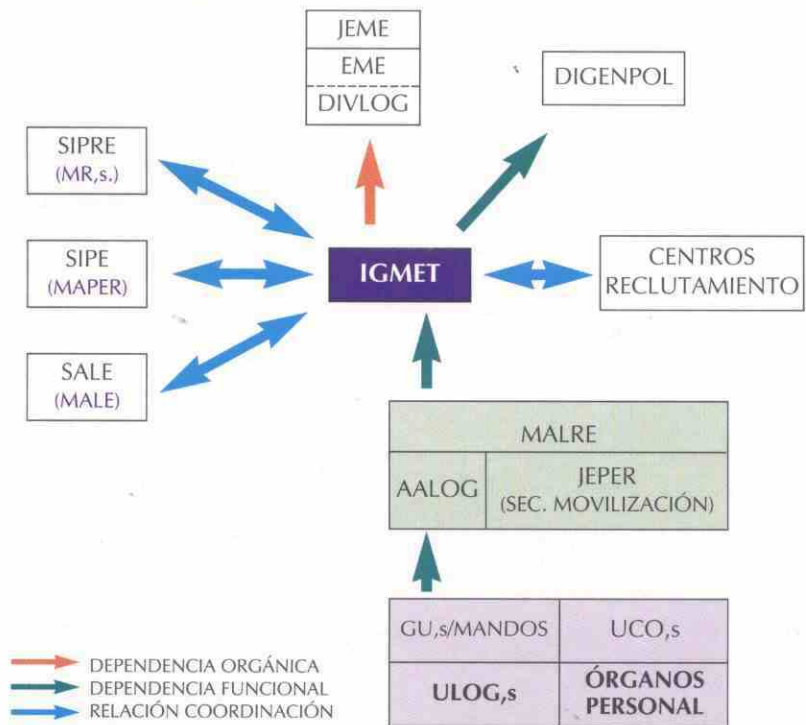 JEME
EME
DIVLOG
DIGENPOL
SIPRE
(MR,s.)
SIPE
(MAPER)
IGMET
CENTROS
RECLUTAMIENTO
SALE
(MALE)
MALRE
AALOG
JEPER
(SEC. MOVILIZACIÓN)
GU,s/MANDOS
UCO,s
ULOG,s
ÓRGANOS
PERSONAL
DEPENDENCIA ORGÁNICA
DEPENDENCIA FUNCIONAL
RELACIÓN COORDINACIÓN